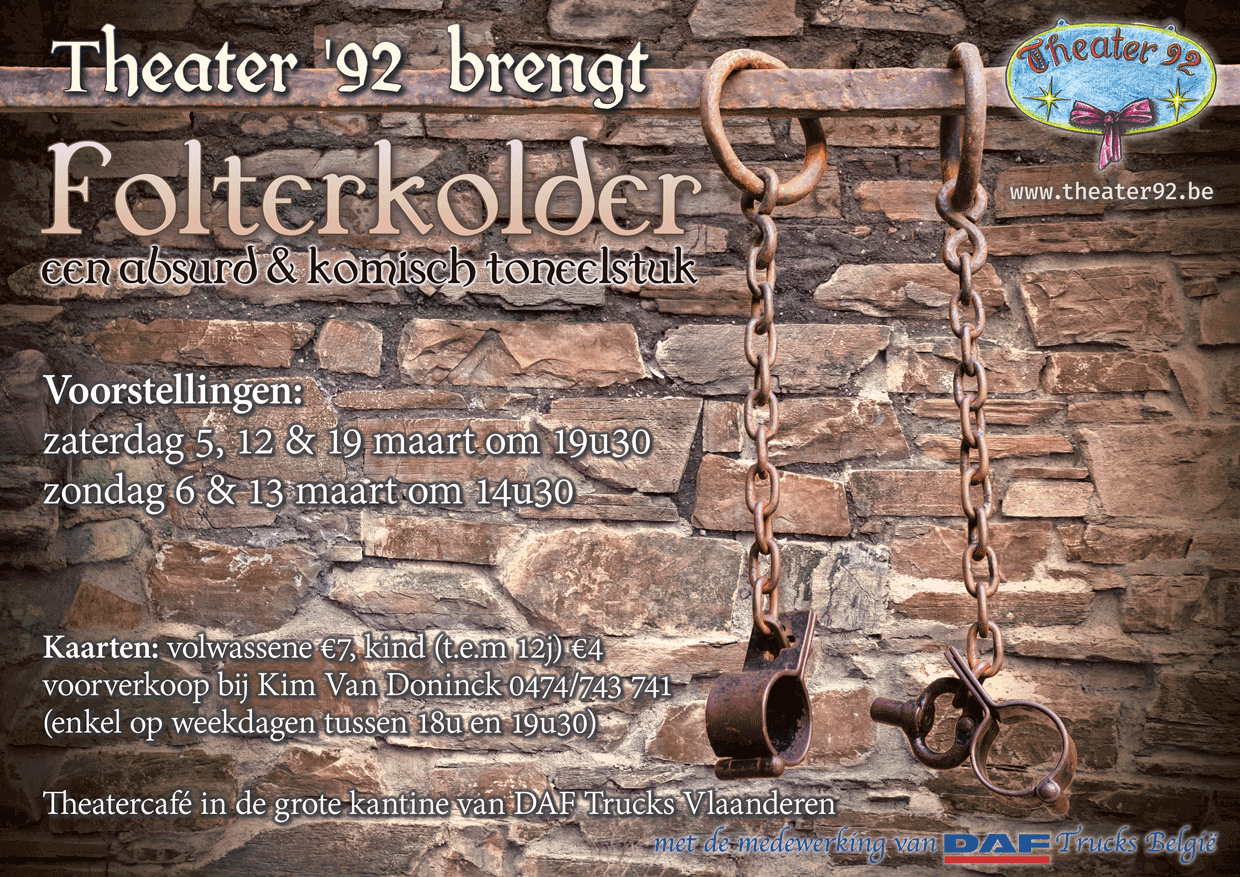 Theater '92 brengt
Theater 92
Folterkolder
www.theater92.be
een absurd & komisch toneelstuk
Voorstellingen:
zaterdag 5, 12 & 19 maart om 19u30
zondag 6 & 13 maart om 14u30
Kaarten: volwassene €7, kind (t.e.m 12j) €4
voorverkoop bij Kim Van Doninck 0474/743 741
(enkel op weekdagen tussen 18u en 19u30)
Theatercafé in de grote kantine van DAF Trucks Vlaanderen
met de medewerking van DAF Trucks België